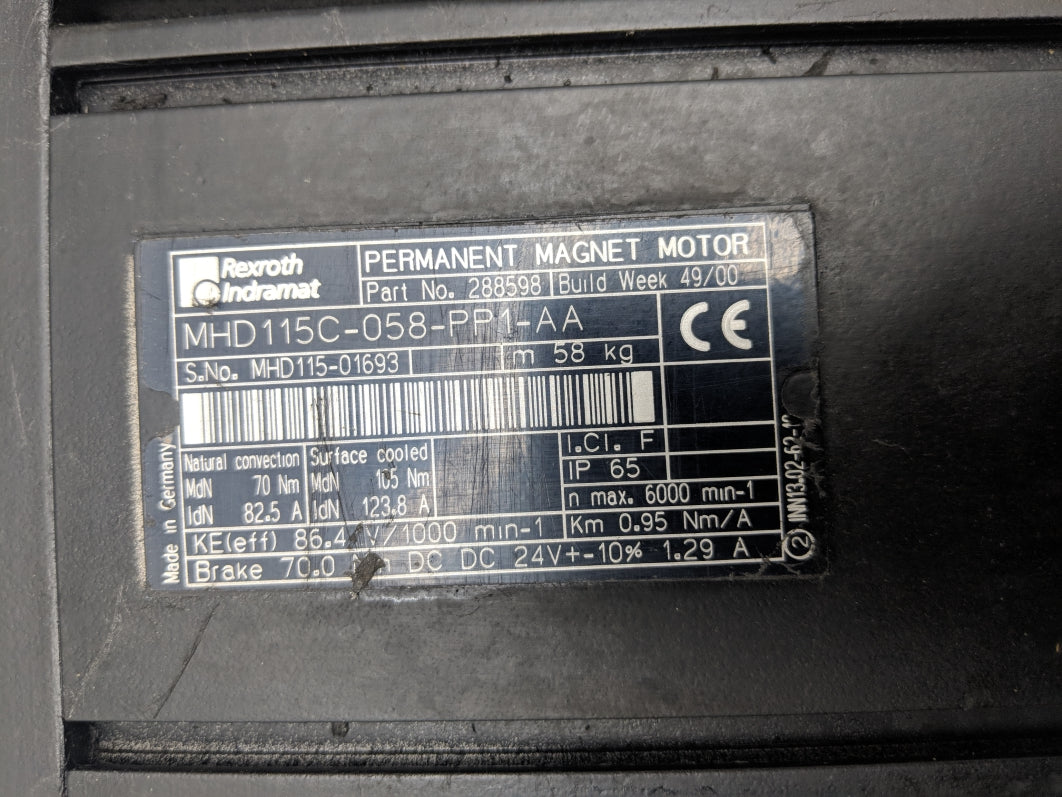 Rexroth
Indramat
PERMANENT MAGNET MOTOR
Part No. 288598 Build Week 49/00
MHD115C-058-PP1-AA
CE
S.No. MHD115-01693 m 58 kg
Made in Germany
Natural convection
MdN 70 Nm
IdN 82.5 A
Surface cooled
MdN 105 Nm
IdN 123.8 A
I.Cl. F
IP 65
n max. 6000 min-1
KE(eff) 86.4 V/1000 min-1 Km 0.95 Nm/A
Brake 70.0 DC DC 24V+-10% 1.29 A
(2)